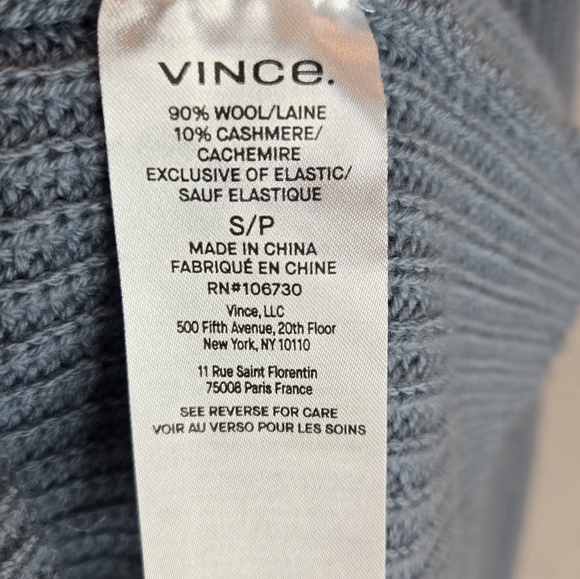 VINCe.
90% WOOL/LAINE
10% CASHMERE/
CACHEMIRE
EXCLUSIVE OF ELASTIC/
SAUF ELASTIQUE
S/P
MADE IN CHINA
FABRIQUÉ EN CHINE
RN#106730
Vince, LLC
500 Fifth Avenue, 20th Floor
New York, NY 10110
11 Rue Saint Florentin
75008 Paris France
SEE REVERSE FOR CARE
VOIR AU VERSO POUR LES SOINS